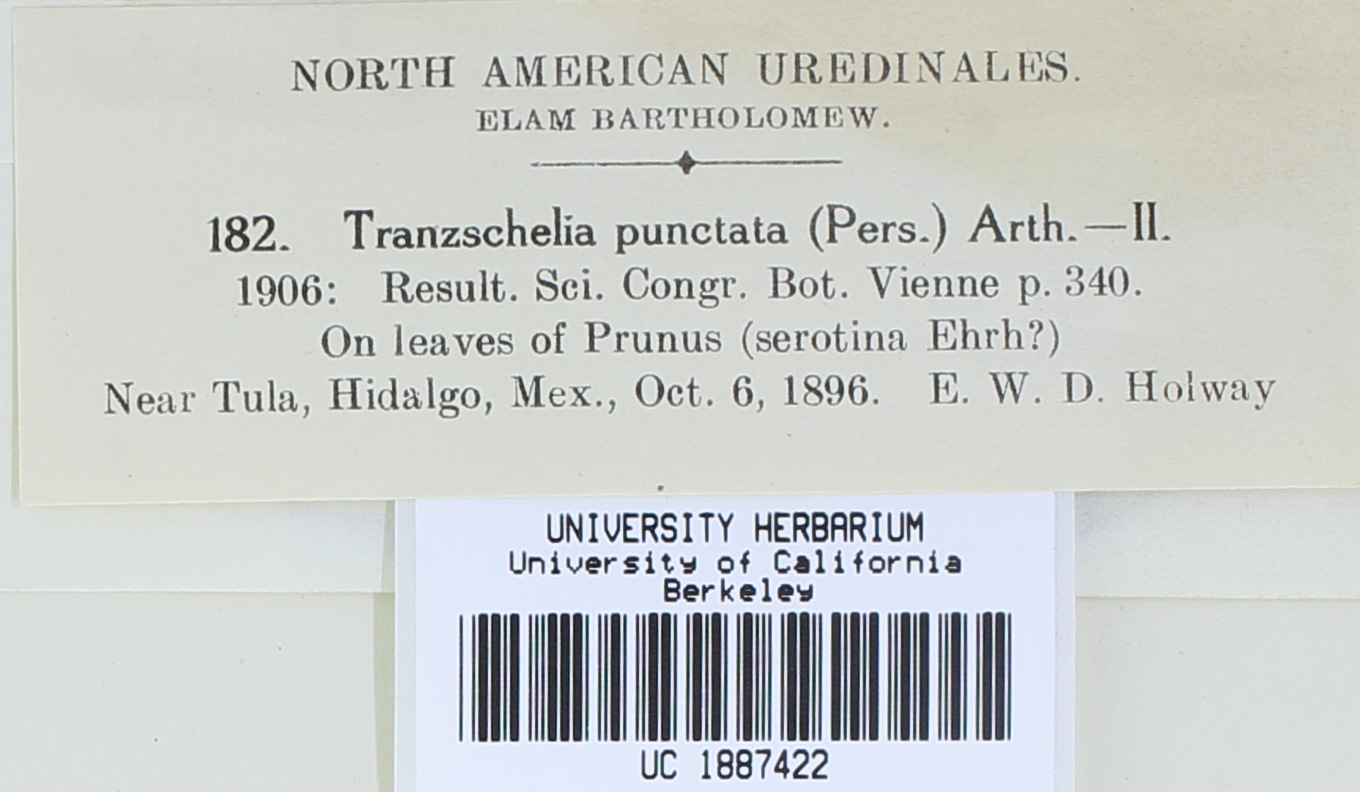 NORTH AMERICAN UREDINALES.
ELAM BARTHOLOMEW.
182. Tranzschelia punctata (Pers.) Arth.—II.
1906: Result. Sci. Congr. Bot. Vienne p. 340.
On leaves of Prunus (serotina Ehrh?)
Near Tula, Hidalgo, Mex., Oct. 6, 1896. E. W. D. Holway
UNIVERSITY HERBARIUM
University of California
Berkeley
UC 1887422